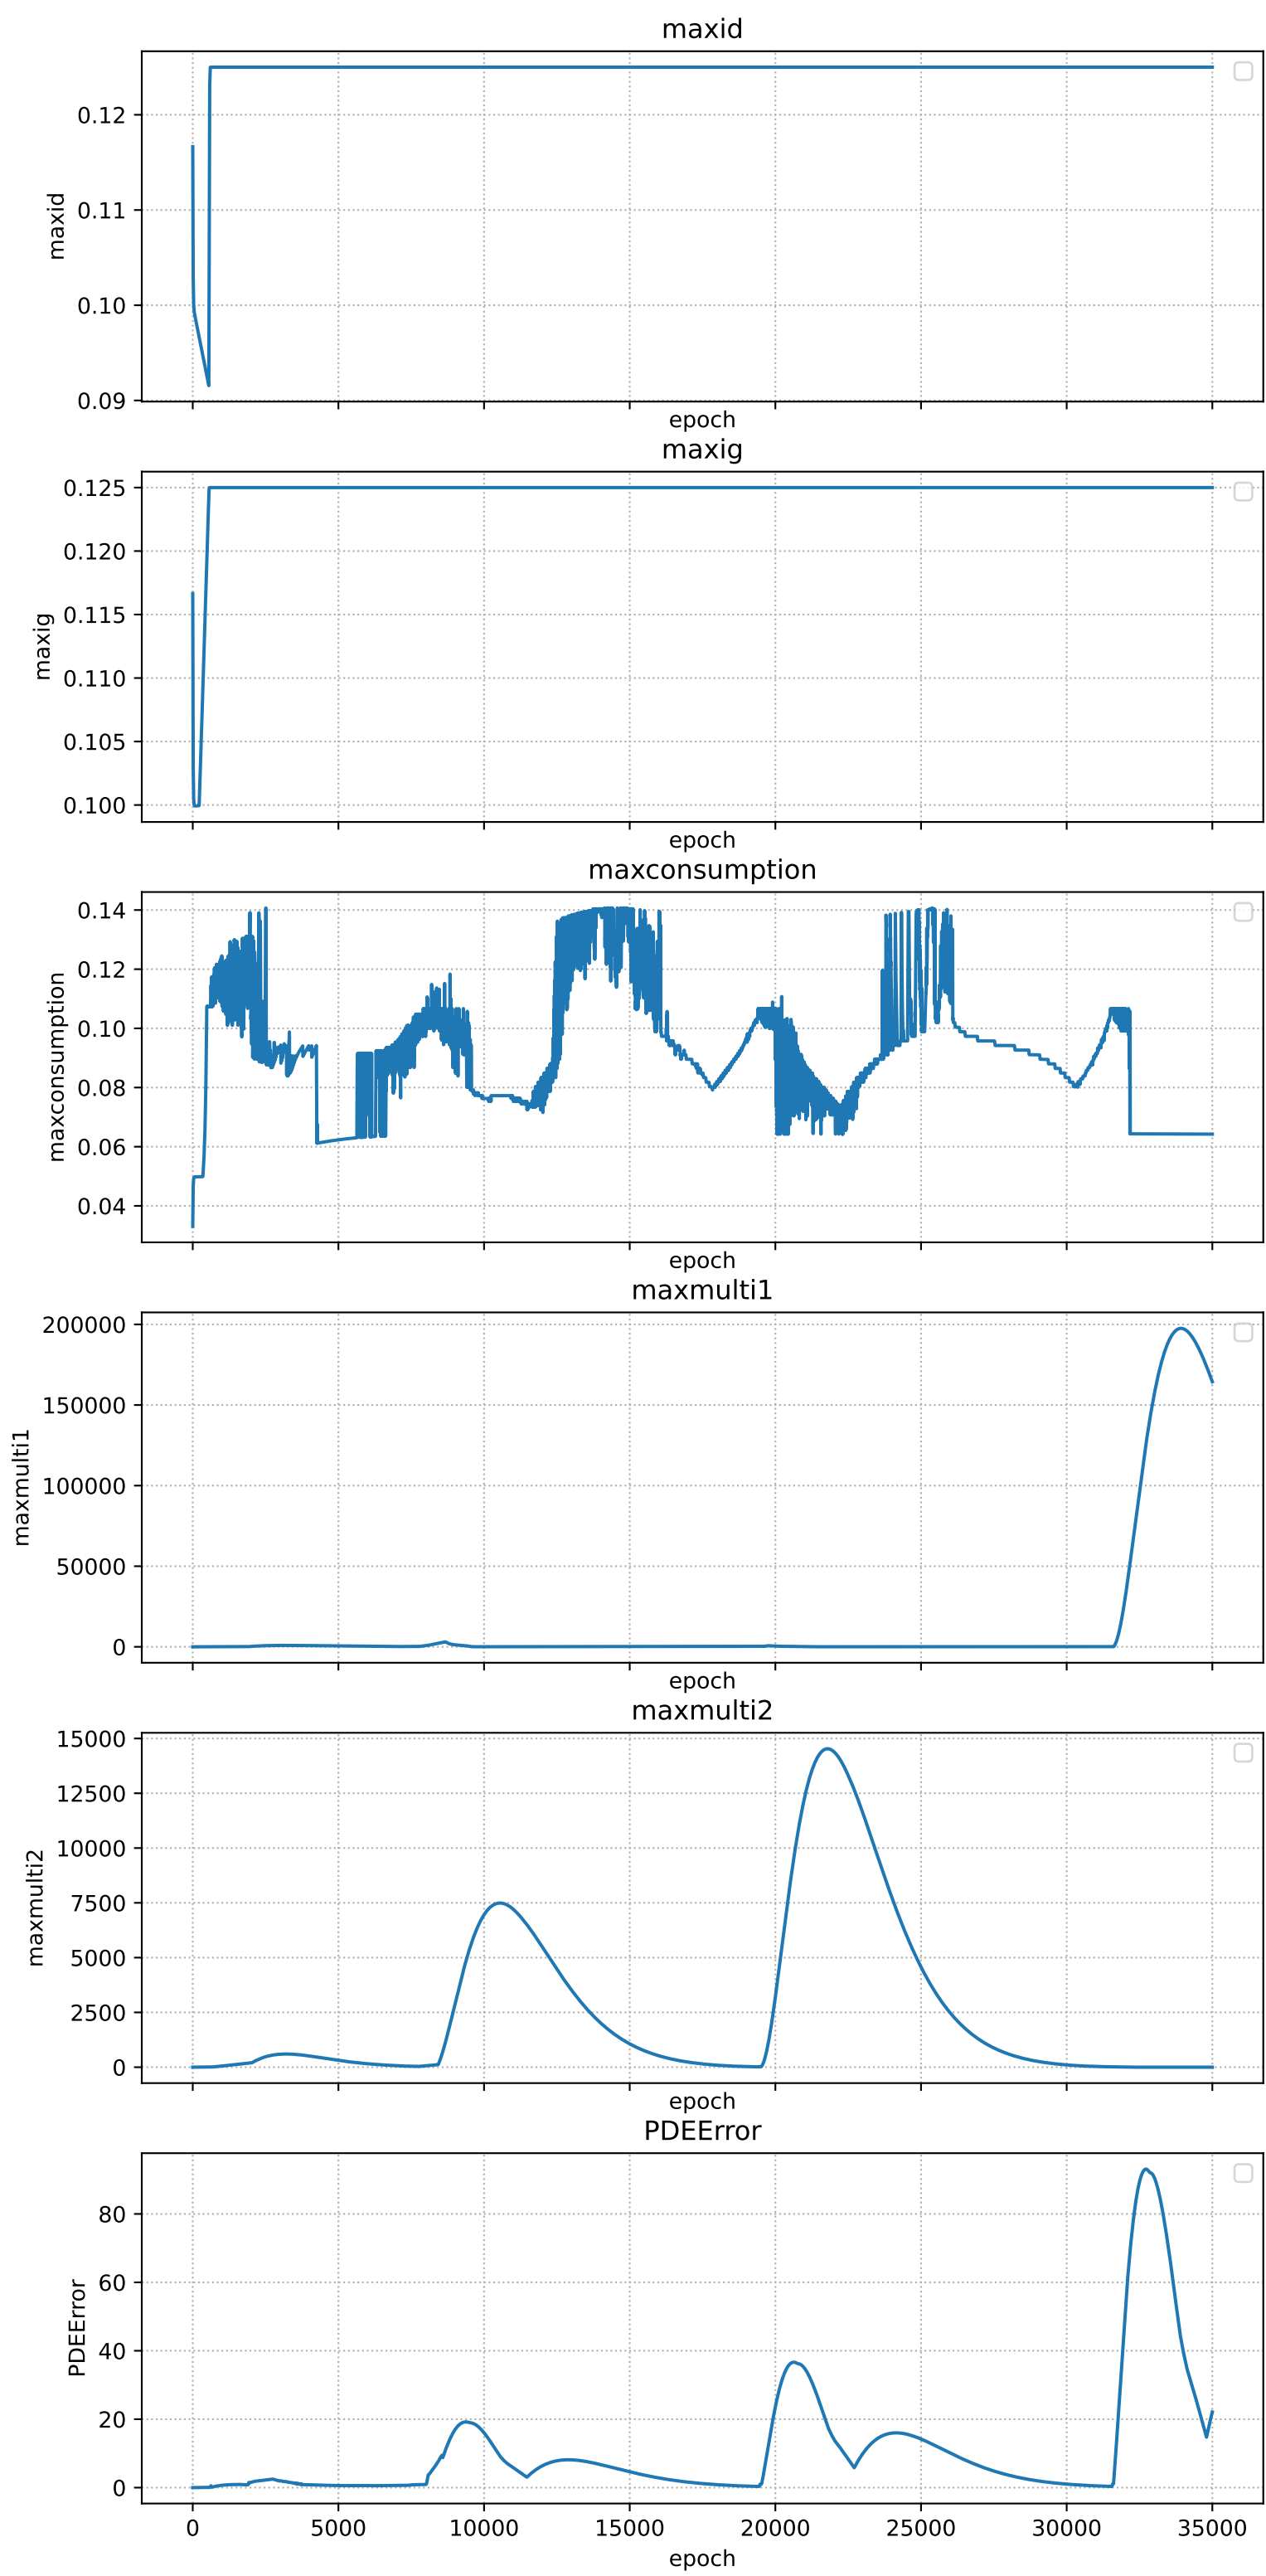 maxid
0.12
0.11
0.10
0.09
maxid
epoch
maxig
0.125
0.120
0.115
0.110
0.105
0.100
maxig
epoch
maxconsumption
0.14
0.12
0.10
0.08
0.06
0.04
maxconsumption
epoch
maxmulti1
200000
150000
100000
50000
0
maxmulti1
epoch
maxmulti2
15000
12500
10000
7500
5000
2500
0
maxmulti2
epoch
PDEError
80
60
40
20
0
PDEError
0 5000 10000 15000 20000 25000 30000 35000
epoch